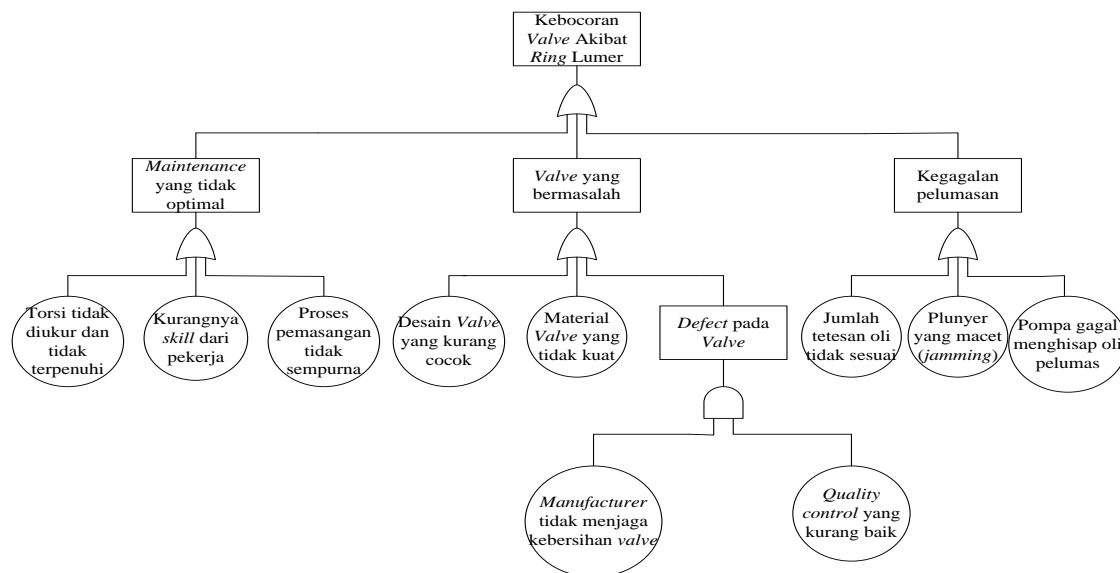 Kebocoran
Valve Akibat
Ring Lumer
Maintenance
yang tidak
optimal
Valve yang
bermasalah
Kegagalan
pelumasan
Torsi tidak
diukur dan
tidak
terpenuhi
Kurangnya
skill dari
pekerja
Proses
pemasangan
tidak
sempurna
Desain Valve
yang kurang
cocok
Material
Valve yang
tidak kuat
Defect pada
Valve
Jumlah
tetesan oli
tidak sesuai
Plunyer
yang macet
(jamming)
Pompa gagal
menghisap oli
pelumas
Manufacturer
tidak menjaga
kebersihan valve
Quality
control yang
kurang baik